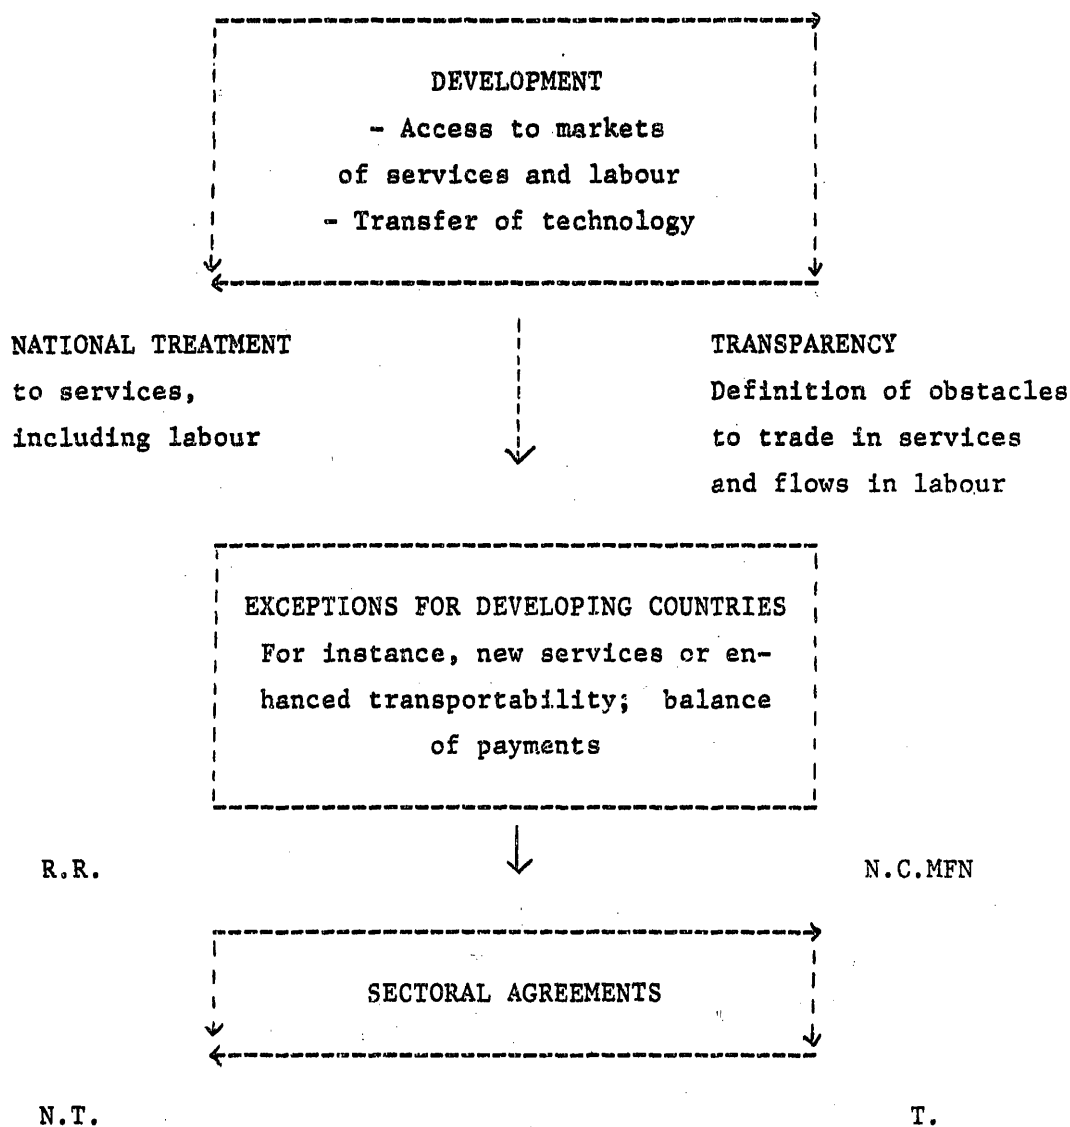 DEVELOPMENT
- Access to markets
of services and labour
- Transfer of technology
NATIONAL TREATMENT
to services,
including labour
TRANSPARENCY
Definition of obstacles
to trade in services
and flows in labour
EXCEPTIONS FOR DEVELOPING COUNTRIES
For instance, new services or en-
hanced transportability; balance
of payments
R.R.
N.C.MFN
SECTORAL AGREEMENTS
N.T.
T.